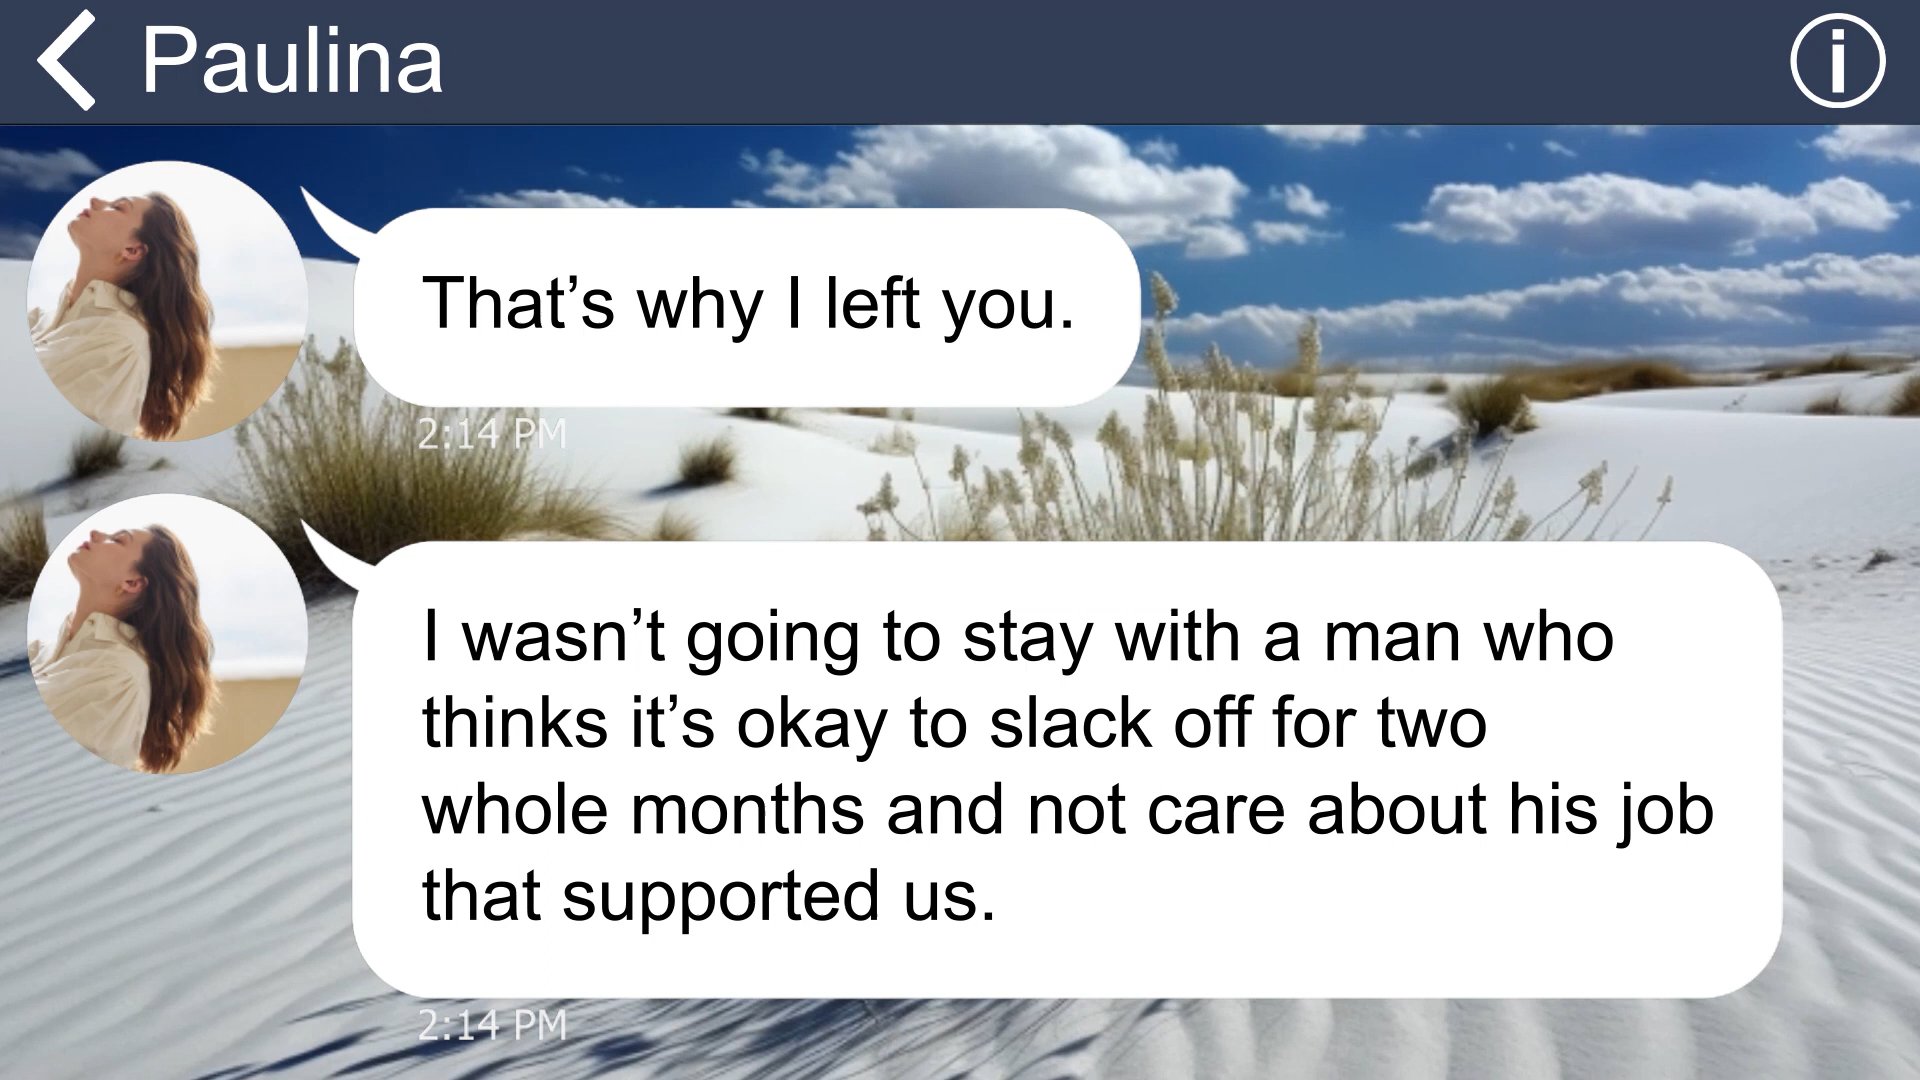 Paulina
That’s why I left you.
2:14 PM
I wasn’t going to stay with a man who
thinks it’s okay to slack off for two
whole months and not care about his job
that supported us.
2:14 PM